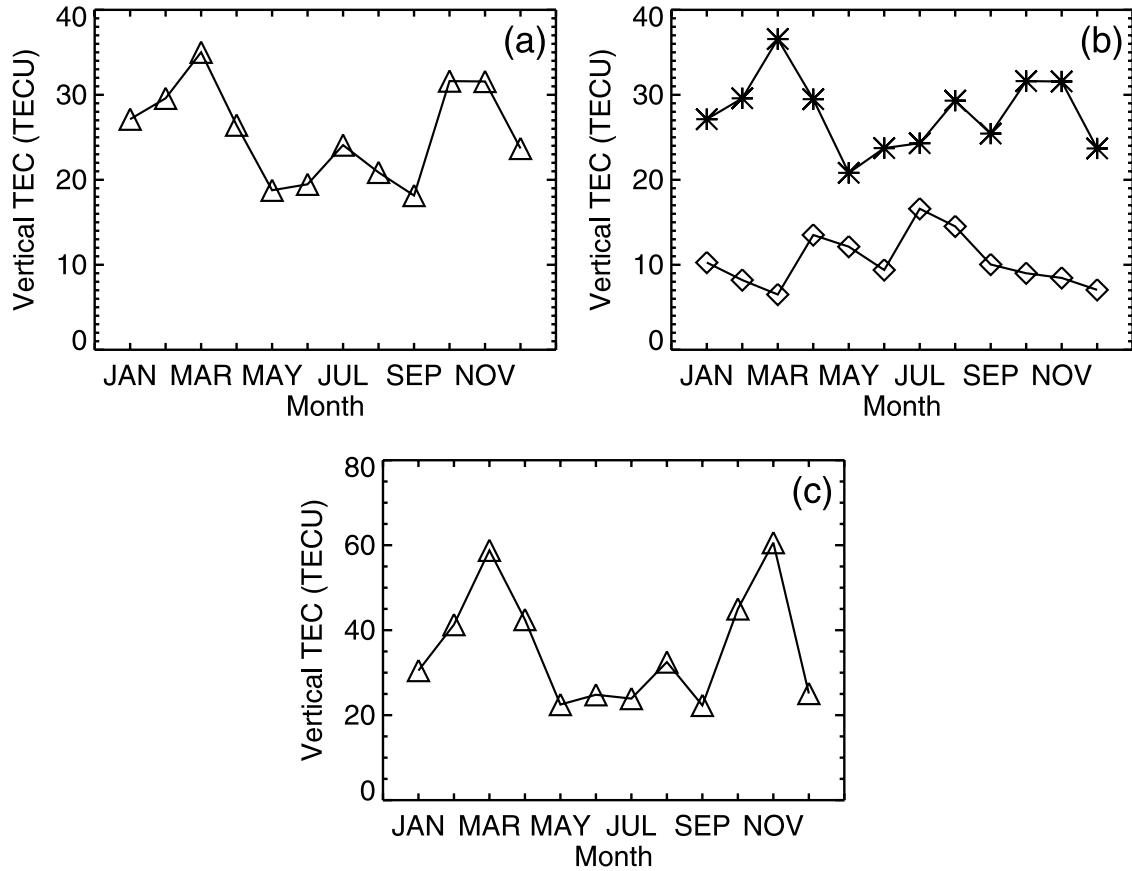 (a)
40
30
20
10
0
Vertical TEC (TECU)
JAN MAR MAY JUL SEP NOV
Month
(b)
40
30
20
10
0
Vertical TEC (TECU)
JAN MAR MAY JUL SEP NOV
Month
(c)
80
60
40
20
0
Vertical TEC (TECU)
JAN MAR MAY JUL SEP NOV
Month